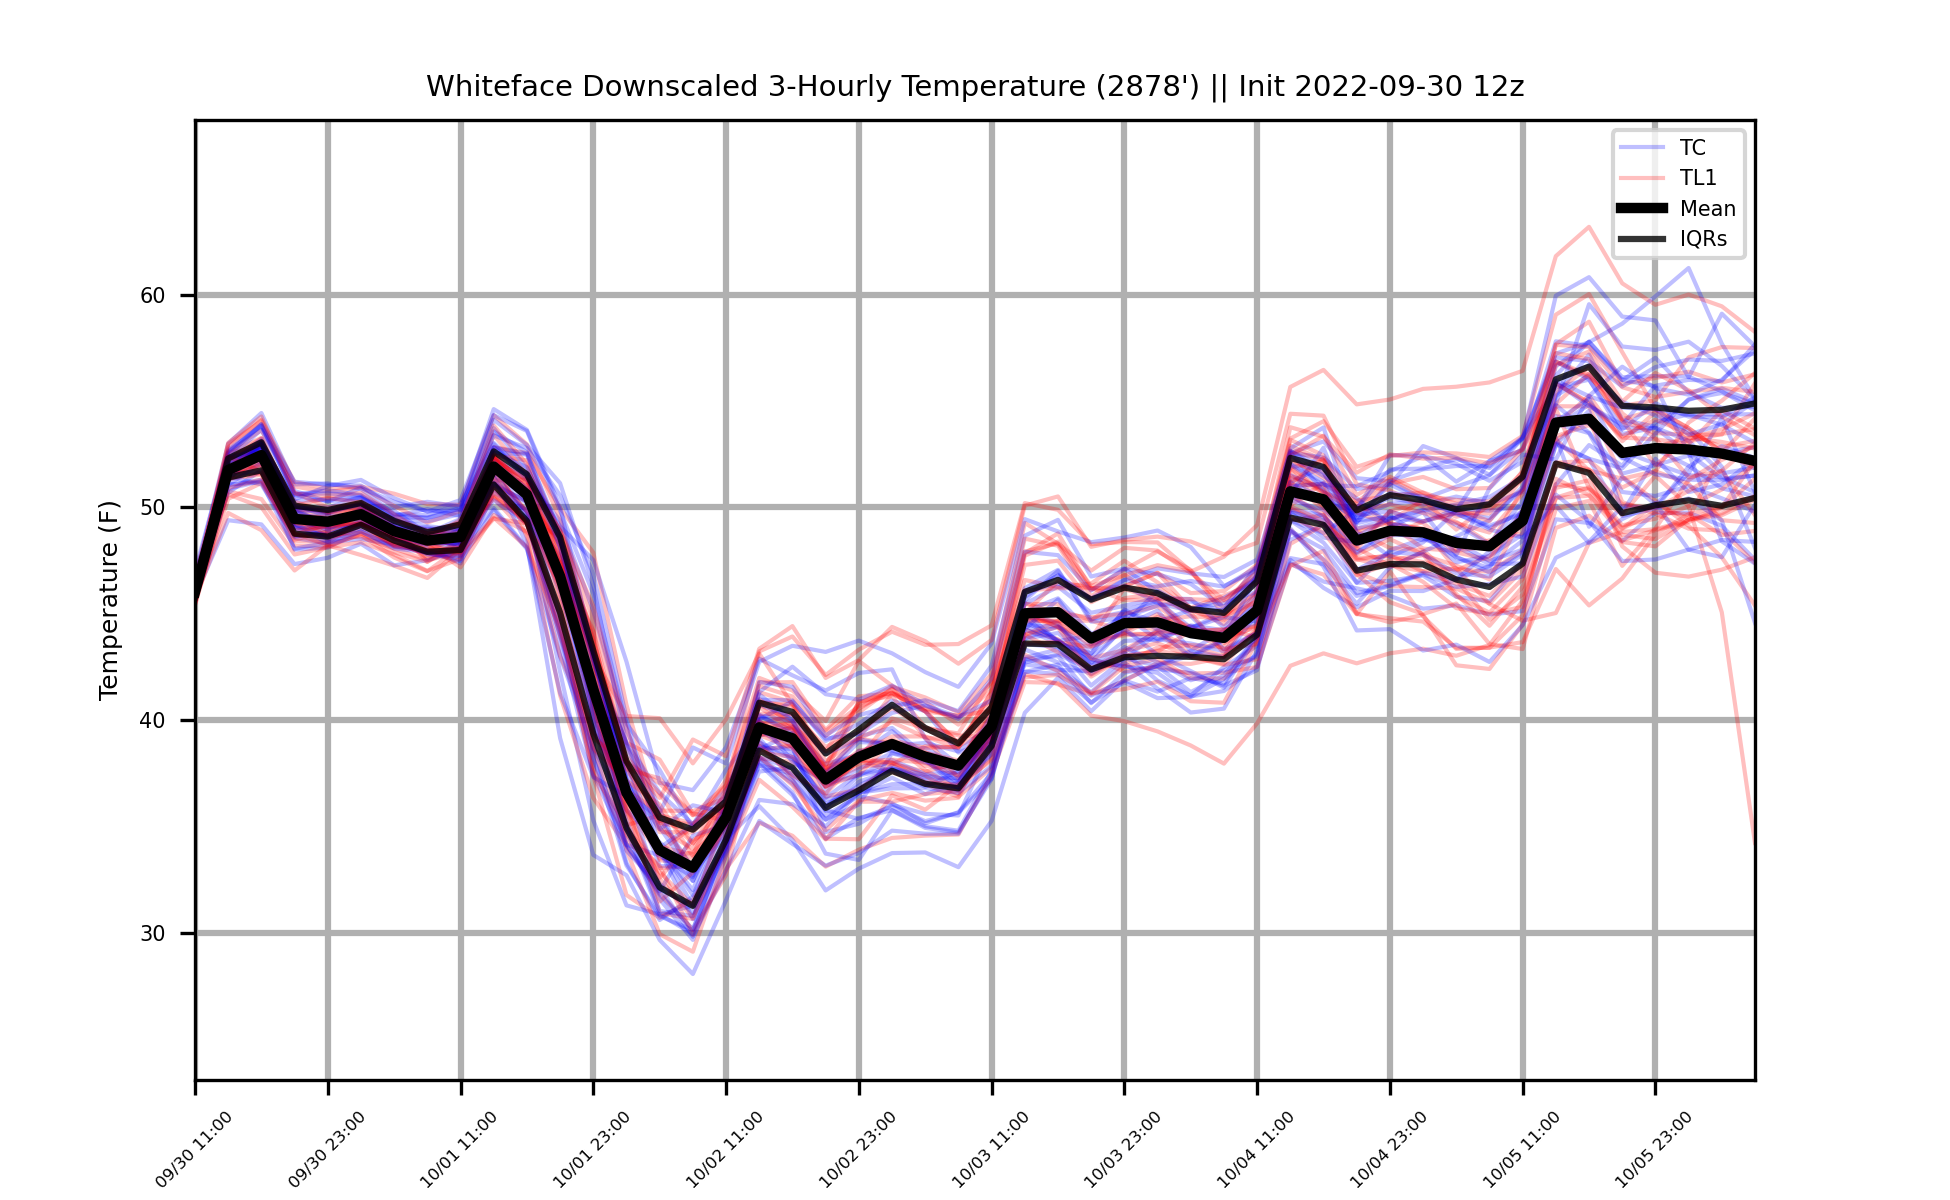 Whiteface Downscaled 3-Hourly Temperature (2878') || Init 2022-09-30 12z
TC
TL1
Mean
IQRs
Temperature (F)
60
50
40
30
09/30 11:00
09/30 23:00
10/01 11:00
10/01 23:00
10/02 11:00
10/02 23:00
10/03 11:00
10/03 23:00
10/04 11:00
10/04 23:00
10/05 11:00
10/05 23:00